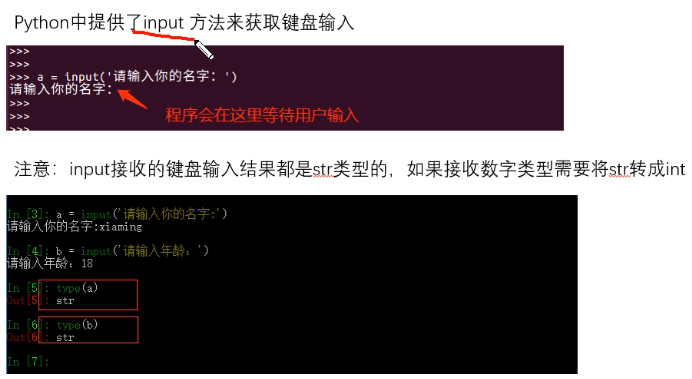 Python中提供了input 方法来获取键盘输入
>>>
>>>
>>> a = input('请输入你的名字: ')
请输入你的名字:
>>>
>>>
>>>
程序会在这里等待用户输入
注意：input接收的键盘输入结果都是str类型的，如果接收数字类型需要将str转成int
In [3]: a = input('请输入你的名字:')
请输入你的名字:xiaming
In [4]: b = input('请输入年龄：')
请输入年龄：18
In [5]: type(a)
Out[5]: str
In [6]: type(b)
Out[6]: str
In [7]: